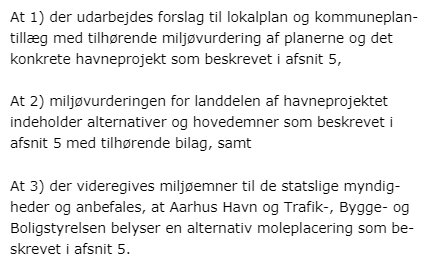 At 1) der udarbejdes forslag til lokalplan og kommuneplan-
tillæg med tilhørende miljøvurdering af planerne og det
konkrete havneprojekt som beskrevet i afsnit 5,
At 2) miljøvurderingen for landdelen af havneprojektet
indeholder alternativer og hovedemner som beskrevet i
afsnit 5 med tilhørende bilag, samt
At 3) der videregives miljøemner til de statslige myndig-
heder og anbefales, at Aarhus Havn og Trafik-, Bygge- og
Boligstyrelsen belyser en alternativ moleplacering som be-
skrevet i afsnit 5.